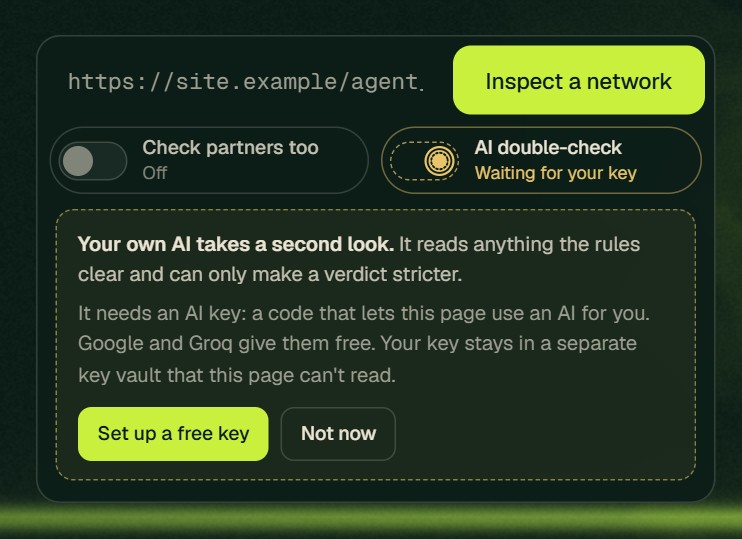 https://site.example/agent.
Inspect a network
Check partners too
Off
AI double-check
Waiting for your key
Your own AI takes a second look. It reads anything the rules
clear and can only make a verdict stricter.
It needs an AI key: a code that lets this page use an AI for you.
Google and Groq give them free. Your key stays in a separate
key vault that this page can't read.
Set up a free key
Not now